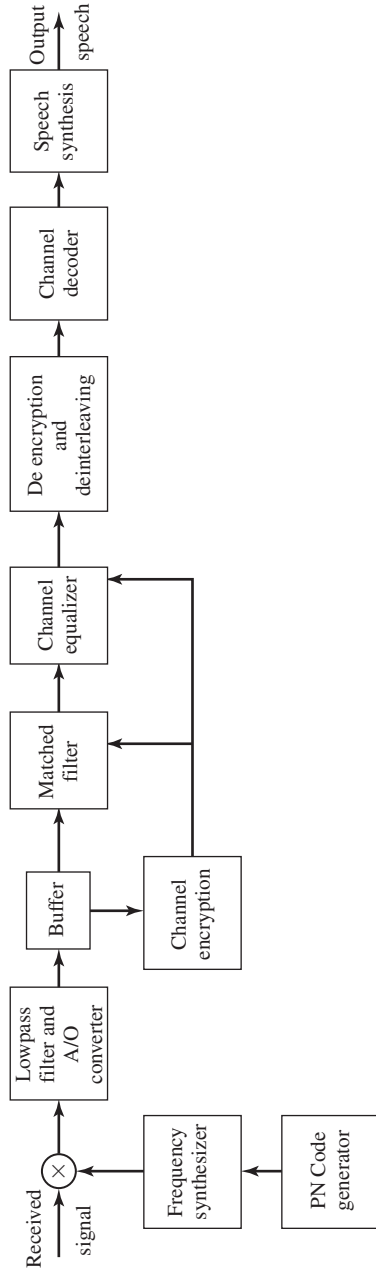 Received
signal
×
Lowpass
filter and
A/O
converter
Buffer
Matched
filter
Channel
equalizer
De encryption
and
deinterleaving
Channel
decoder
Speech
synthesis
Output
speech
Channel
encryption
Frequency
synthesizer
PN Code
generator